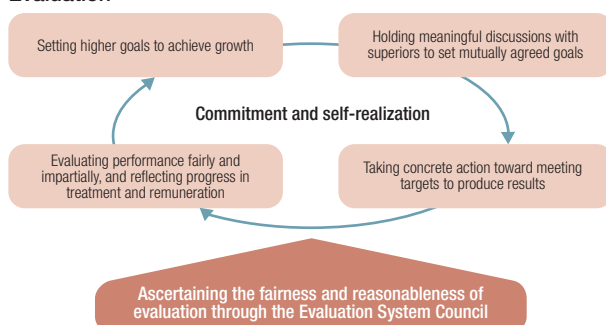 Evaluation
Setting higher goals to achieve growth
Holding meaningful discussions with
superiors to set mutually agreed goals
Commitment and self-realization
Evaluating performance fairly and
impartially, and reflecting progress in
treatment and remuneration
Taking concrete action toward meeting
targets to produce results
Ascertaining the fairness and reasonableness of
evaluation through the Evaluation System Council